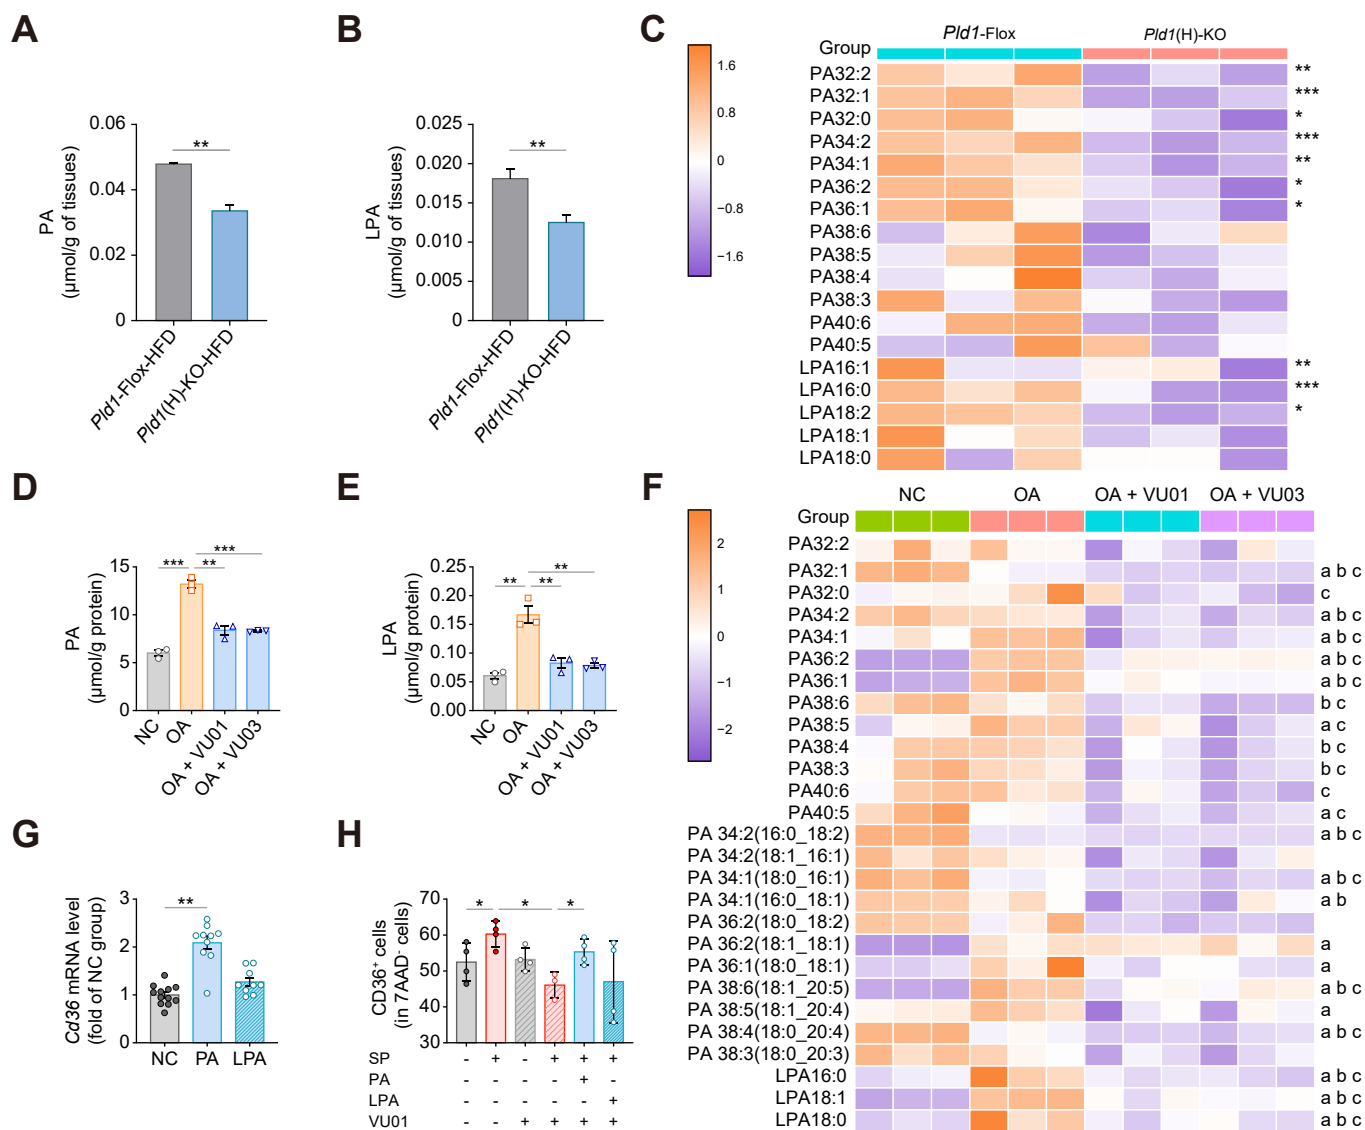 A
PA
(μmol/g of tissues)
0.06
0.04
0.02
0
**
Pld1-Flox-HFD
Pld1(H)-KO-HFD
B
LPA
(μmol/g of tissues)
0.025
0.020
0.015
0.010
0.005
0
**
Pld1-Flox-HFD
Pld1(H)-KO-HFD
C
1.6
0.8
0
−0.8
−1.6
Pld1-Flox
Pld1(H)-KO
Group
PA32:2 **
PA32:1 ***
PA32:0 *
PA34:2 ***
PA34:1 **
PA36:2 *
PA36:1 *
PA38:6
PA38:5
PA38:4
PA38:3
PA40:6
PA40:5
LPA16:1 **
LPA16:0 ***
LPA18:2 *
LPA18:1
LPA18:0
D
PA
(μmol/g protein)
15
10
5
0
***
*** **
NC
OA
OA + VU01
OA + VU03
E
LPA
(μmol/g protein)
0.25
0.20
0.15
0.10
0.05
0.00
**
** **
NC
OA
OA + VU01
OA + VU03
F
2
1
0
−1
−2
NC OA OA + VU01 OA + VU03
Group
PA32:2
PA32:1 a b c
PA32:0 c
PA34:2 a b c
PA34:1 a b c
PA36:2 a b c
PA36:1 a b c
PA38:6 b c
PA38:5 a c
PA38:4 b c
PA38:3 b c
PA40:6 c
PA40:5 a c
PA 34:2(16:0_18:2) a b c
PA 34:2(18:1_16:1)
PA 34:1(18:0_16:1) a b c
PA 34:1(16:0_18:1) a b
PA 36:2(18:0_18:2)
PA 36:2(18:1_18:1) a
PA 36:1(18:0_18:1) a
PA 38:6(18:1_20:5) a b c
PA 38:5(18:1_20:4) a
PA 38:4(18:0_20:4) a b c
PA 38:3(18:0_20:3)
LPA16:0 a b c
LPA18:1 a b c
LPA18:0 a b c
G
Cd36 mRNA level
(fold of NC group)
3
2
1
0
**
NC PA LPA
H
CD36+ cells
(in 7AAD- cells)
70
60
50
40
30
* * *
SP - + - + + +
PA - - - - + -
LPA - - - - - +
VU01 - - + + + +